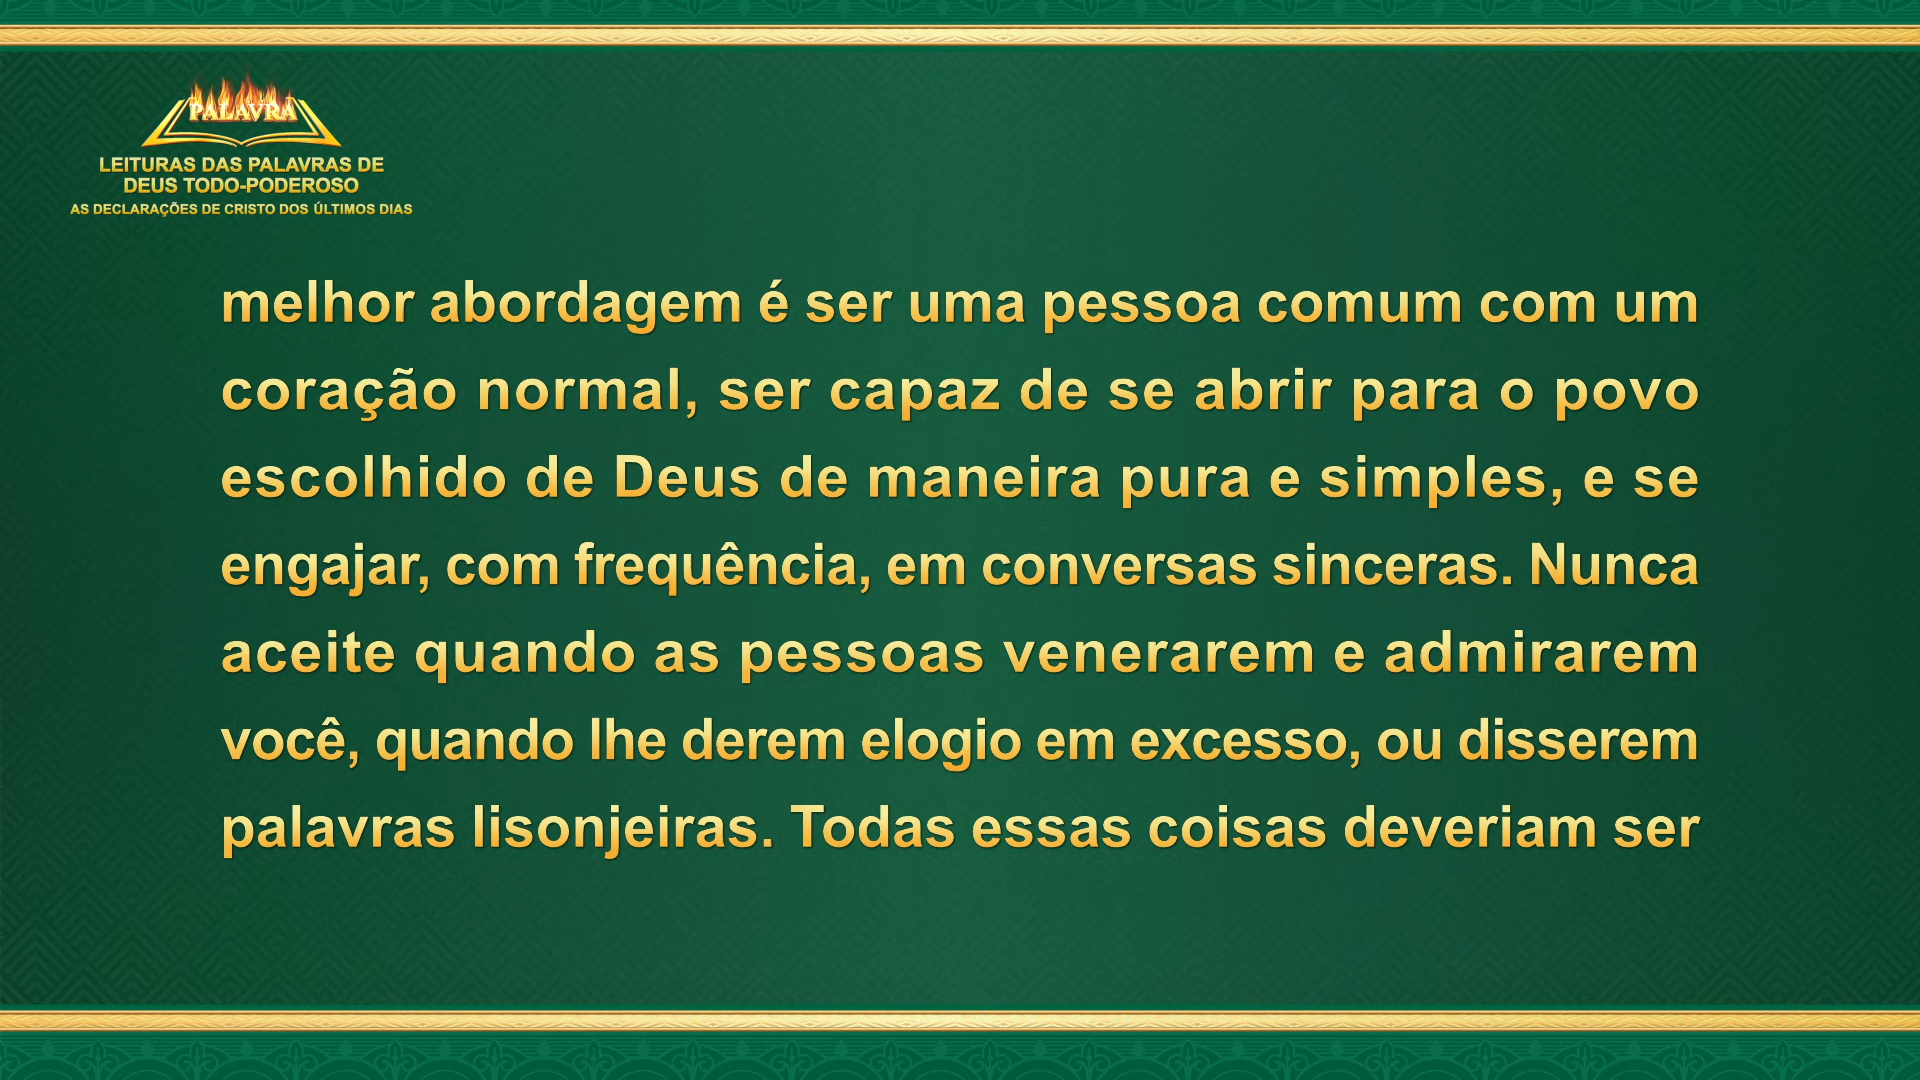 PALAVRA
LEITURAS DAS PALAVRAS DE
DEUS TODO-PODEROSO
AS DECLARAÇÕES DE CRISTO DOS ÚLTIMOS DIAS
melhor abordagem é ser uma pessoa comum com um
coração normal, ser capaz de se abrir para o povo
escolhido de Deus de maneira pura e simples, e se
engajar, com frequência, em conversas sinceras. Nunca
aceite quando as pessoas venerarem e admirarem
você, quando lhe derem elogio em excesso, ou disserem
palavras lisonjeiras. Todas essas coisas deveriam ser